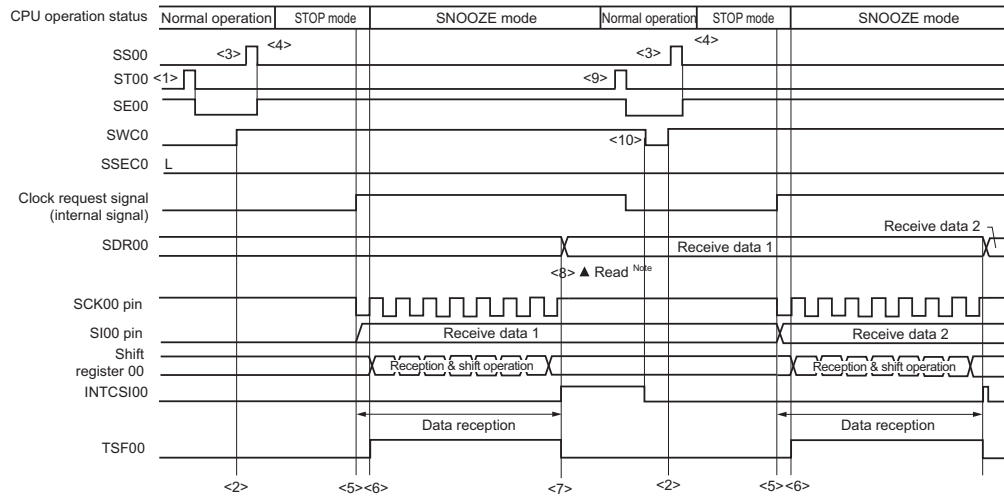 CPU operation status Normal operation STOP mode SNOOZE mode Normal operation STOP mode SNOOZE mode
SS00 <3> <4> <3> <4>
ST00 <1> <9>
SE00
SWC0 <10>
SSEC0 L
Clock request signal
(internal signal)
Receive data 2
SDR00 Receive data 1
<8> ▲ Read Note
SCK00 pin
SI00 pin Receive data 1 Receive data 2
Shift
register 00 Reception & shift operation Reception & shift operation
INTCSI00
Data reception Data reception
TSF00
<2> <5> <6> <7> <2> <5> <6>